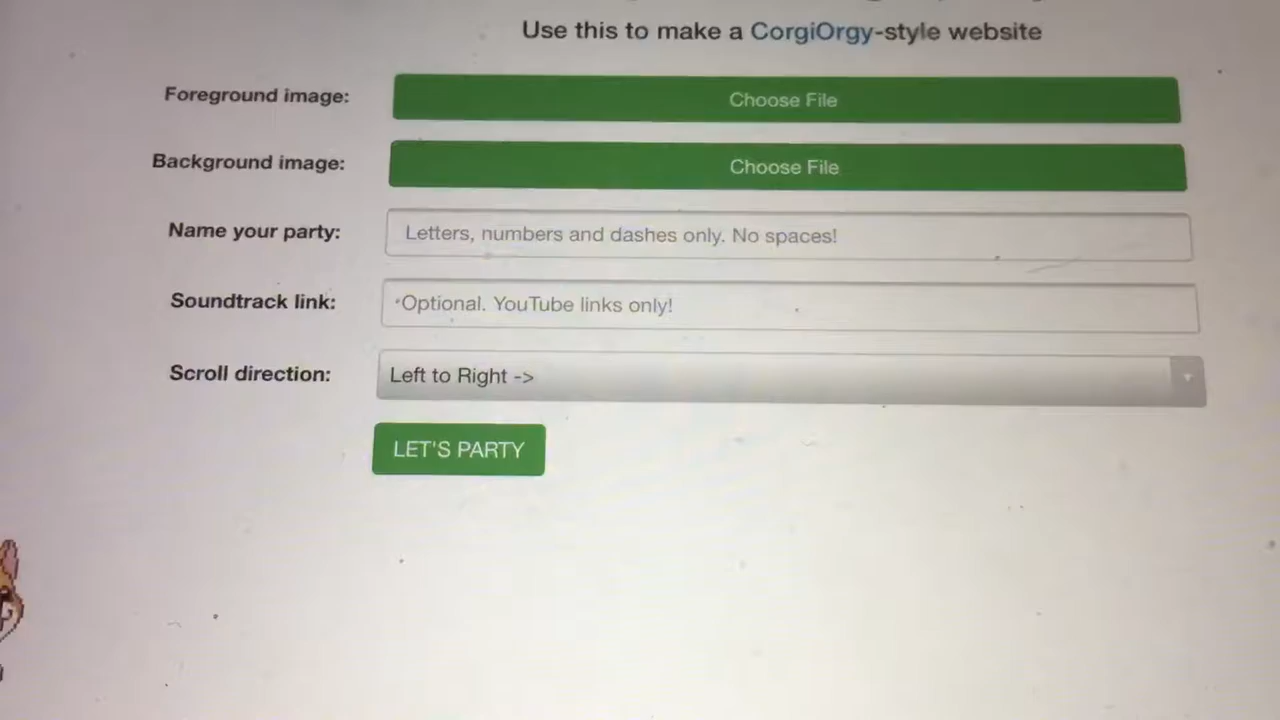 Use this to make a CorgiOrgy-style website
Foreground image:
Choose File
Background image:
Choose File
Name your party:
Letters, numbers and dashes only. No spaces!
Soundtrack link:
Optional. YouTube links only!
Scroll direction:
Left to Right ->
LET'S PARTY